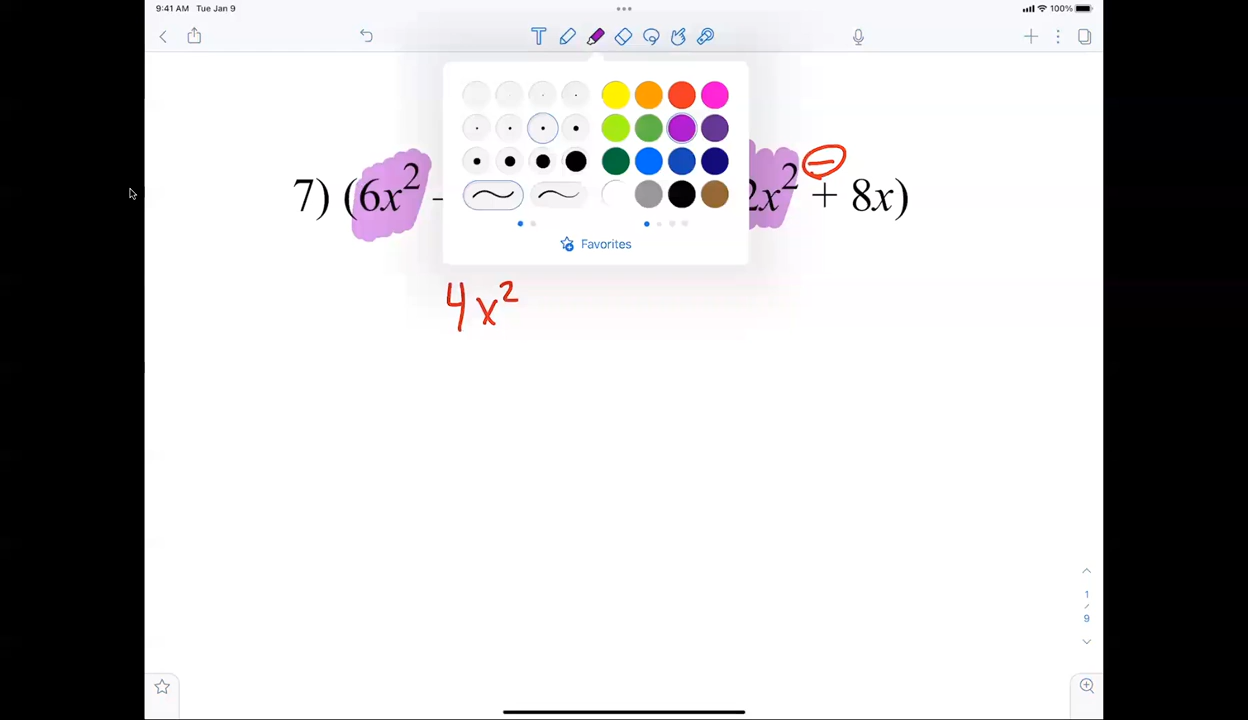 9:41 AM Tue Jan 9
100%
T
7) (6x² - 2x² + 8x)
−
Favorites
4x²
1
/
9